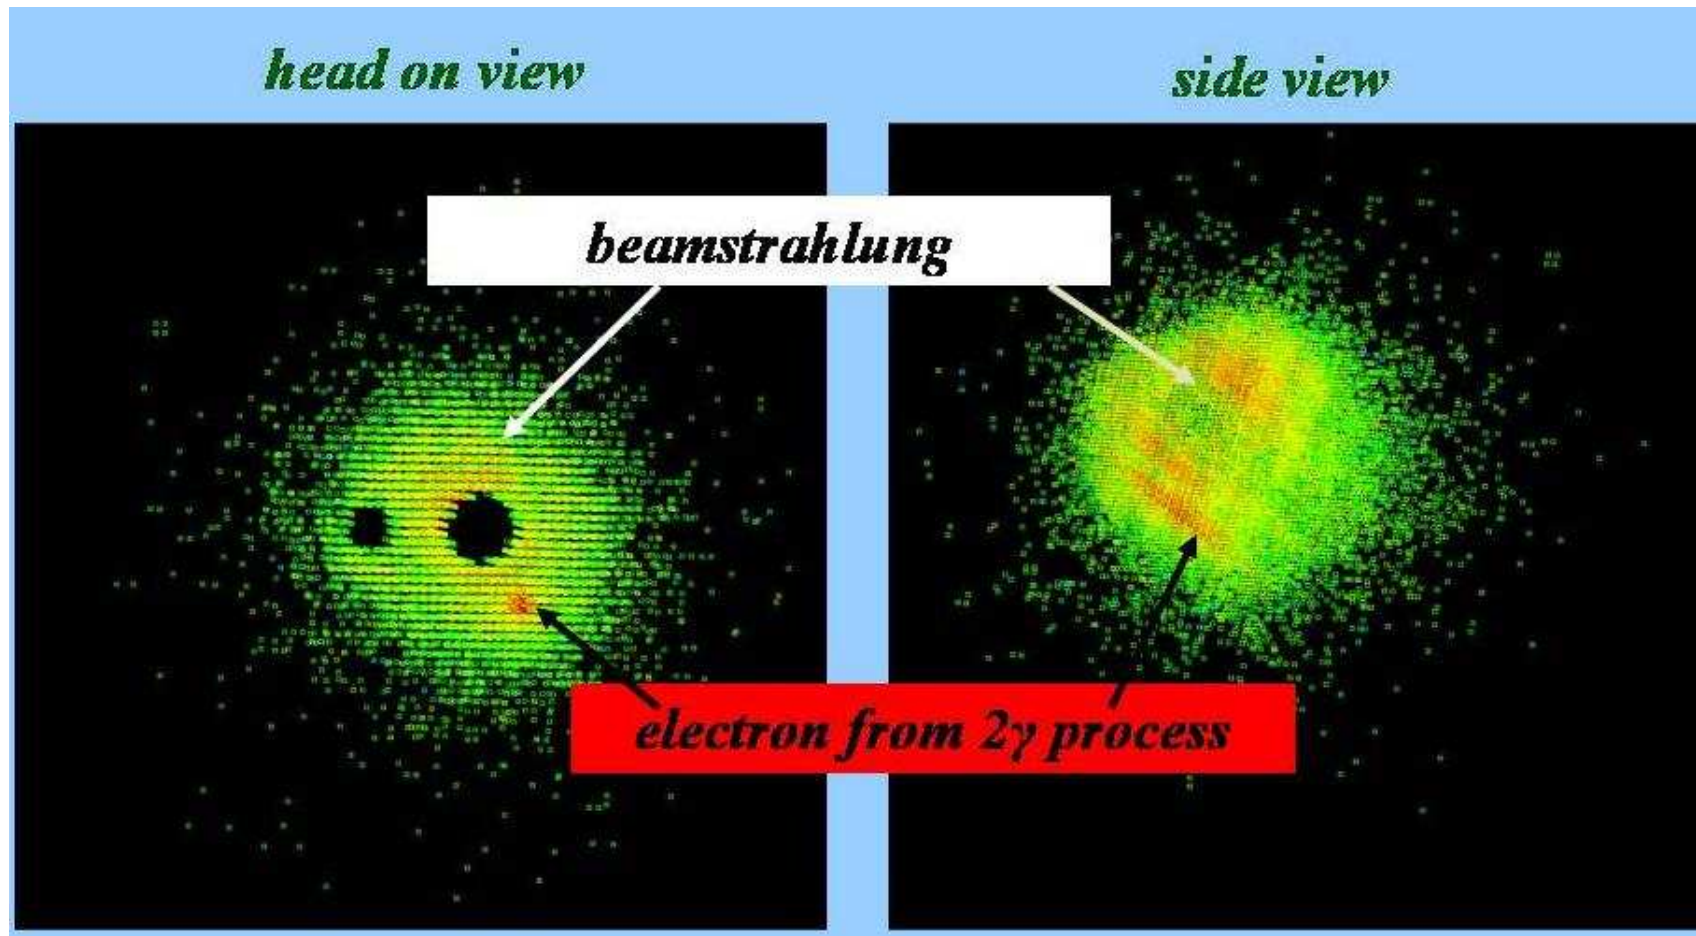 head on view
side view
beamstrahlung
electron from 2γ process